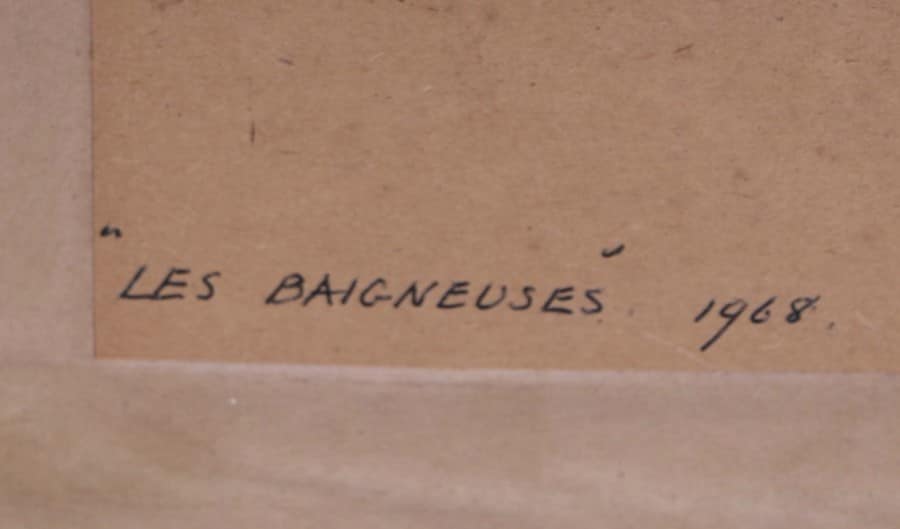 "LES BAIGNEUSES". 1968.